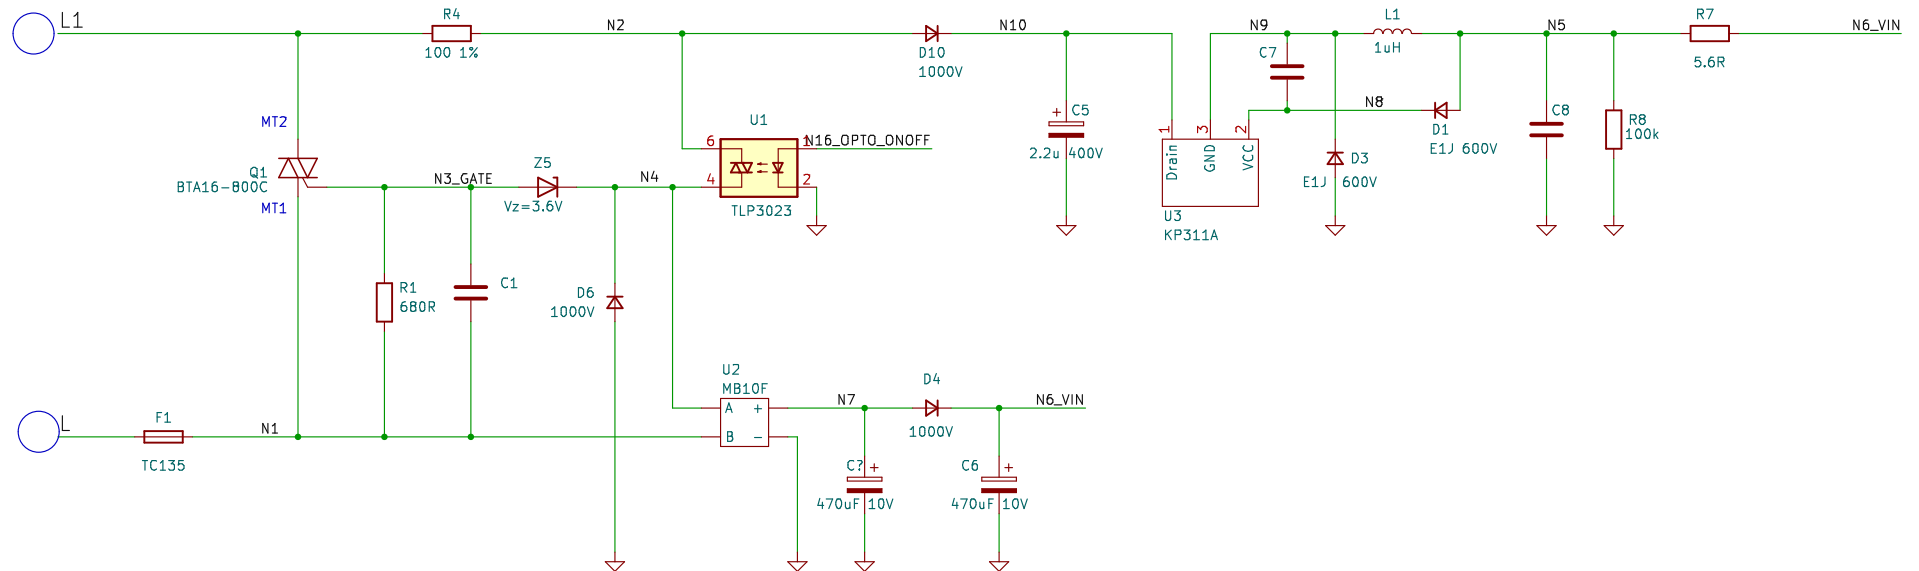 L1
R4
100 1%
N2
D10
1000V
N10
N9
L1
1uH
N5
R7
5.6R
N6_VIN
C7
N8
D1
E1J 600V
C5
2.2u 400V
C8
R8
100k
MT2
Q1
BTA16-800C
MT1
N3_GATE
Z5
Vz=3.6V
N4
U1
6
4
1
2
N16_OPTO_ONOFF
TLP3023
1
3
2
Drain
GND
VCC
U3
KP311A
D3
E1J 600V
R1
680R
C1
D6
1000V
U2
MB10F
A
B
+
-
N7
D4
1000V
N6_VIN
C?
+
470uF 10V
C6
+
470uF 10V
L
F1
TC135
N1